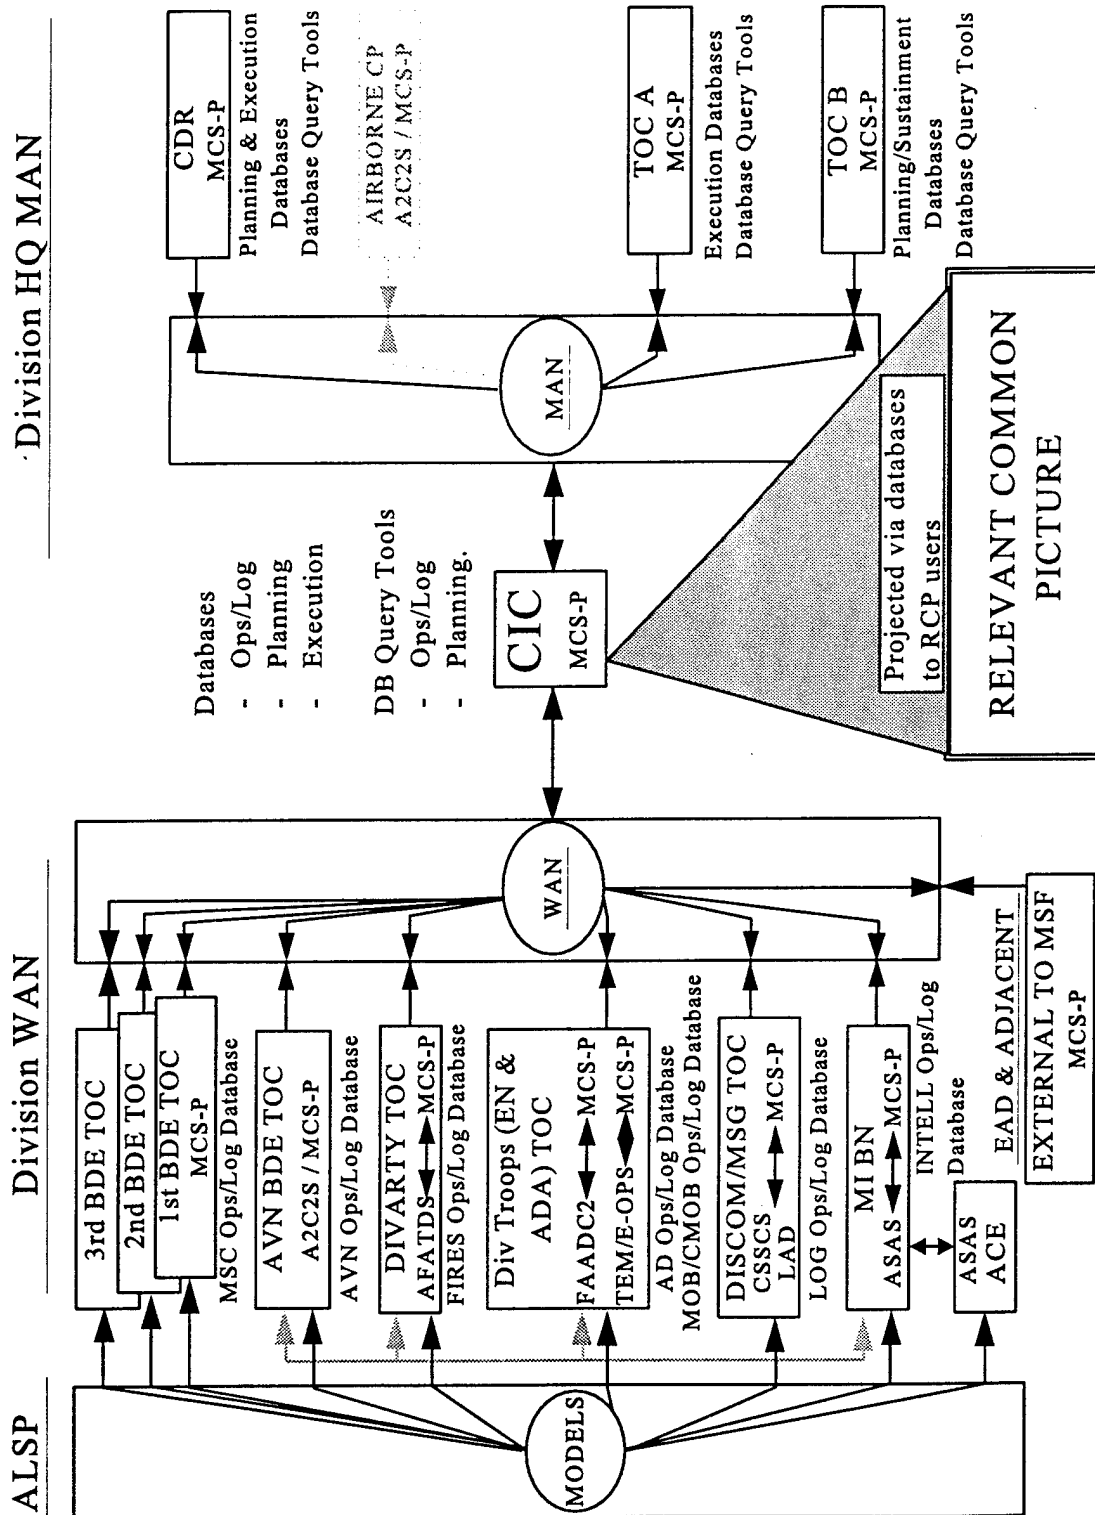 ALSP
Division WAN
Division HQ MAN
MODELS
3rd BDE TOC
2nd BDE TOC
1st BDE TOC
MCS-P
MSC Ops/Log Database
AVN BDE TOC
A2C2S / MCS-P
AVN Ops/Log Database
DIVARTY TOC
AFATDS MCS-P
FIRES Ops/Log Database
Div Troops (EN &
ADA) TOC
FAADC2 MCS-P
TEM/E-OPS MCS-P
AD Ops/Log Database
MOB/CMOB Ops/Log Database
DISCOM/MSG TOC
CSSCS MCS-P
LAD
LOG Ops/Log Database
MI BN
ASAS MCS-P
INTELL Ops/Log
Database
ASAS
ACE
EAD & ADJACENT
EXTERNAL TO MSF
MCS-P
WAN
Databases
- Ops/Log
- Planning
- Execution
DB Query Tools
- Ops/Log
- Planning.
CIC
MCS-P
Projected via databases
to RCP users
RELEVANT COMMON
PICTURE
MAN
CDR
MCS-P
Planning & Execution
Databases
Database Query Tools
AIRBORNE CP
A2C2S / MCS-P
TOC A
MCS-P
Execution Databases
Database Query Tools
TOC B
MCS-P
Planning/Sustainment
Databases
Database Query Tools